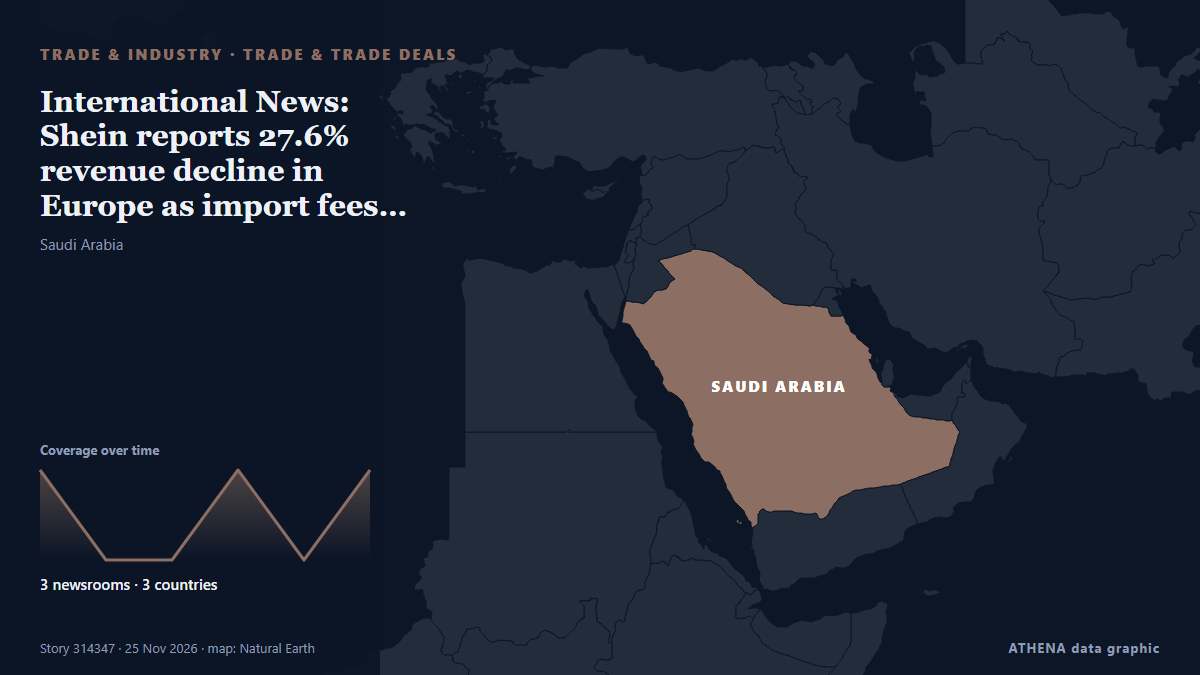 TRADE & INDUSTRY · TRADE & TRADE DEALS
International News:
Shein reports 27.6%
revenue decline in
Europe as import fees...
Saudi Arabia
SAUDI ARABIA
Coverage over time
3 newsrooms · 3 countries
Story 314347 · 25 Nov 2026 · map: Natural Earth
ATHENA data graphic